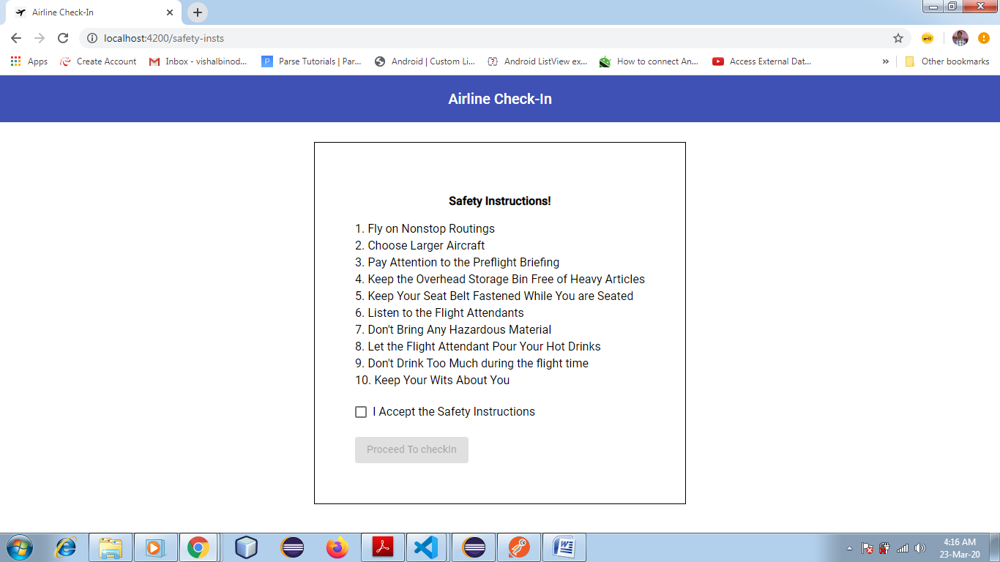 Airline Check-In
localhost:4200/safety-insts
Apps
Create Account
Inbox - vishalbinod...
Parse Tutorials | Par...
Android | Custom Li...
Android ListView ex...
How to connect An...
Access External Dat...
»
Other bookmarks
Airline Check-In
Safety Instructions!
1. Fly on Nonstop Routings
2. Choose Larger Aircraft
3. Pay Attention to the Preflight Briefing
4. Keep the Overhead Storage Bin Free of Heavy Articles
5. Keep Your Seat Belt Fastened While You are Seated
6. Listen to the Flight Attendants
7. Don't Bring Any Hazardous Material
8. Let the Flight Attendant Pour Your Hot Drinks
9. Don't Drink Too Much during the flight time
10. Keep Your Wits About You
I Accept the Safety Instructions
Proceed To checkIn
4:16 AM
23-Mar-20